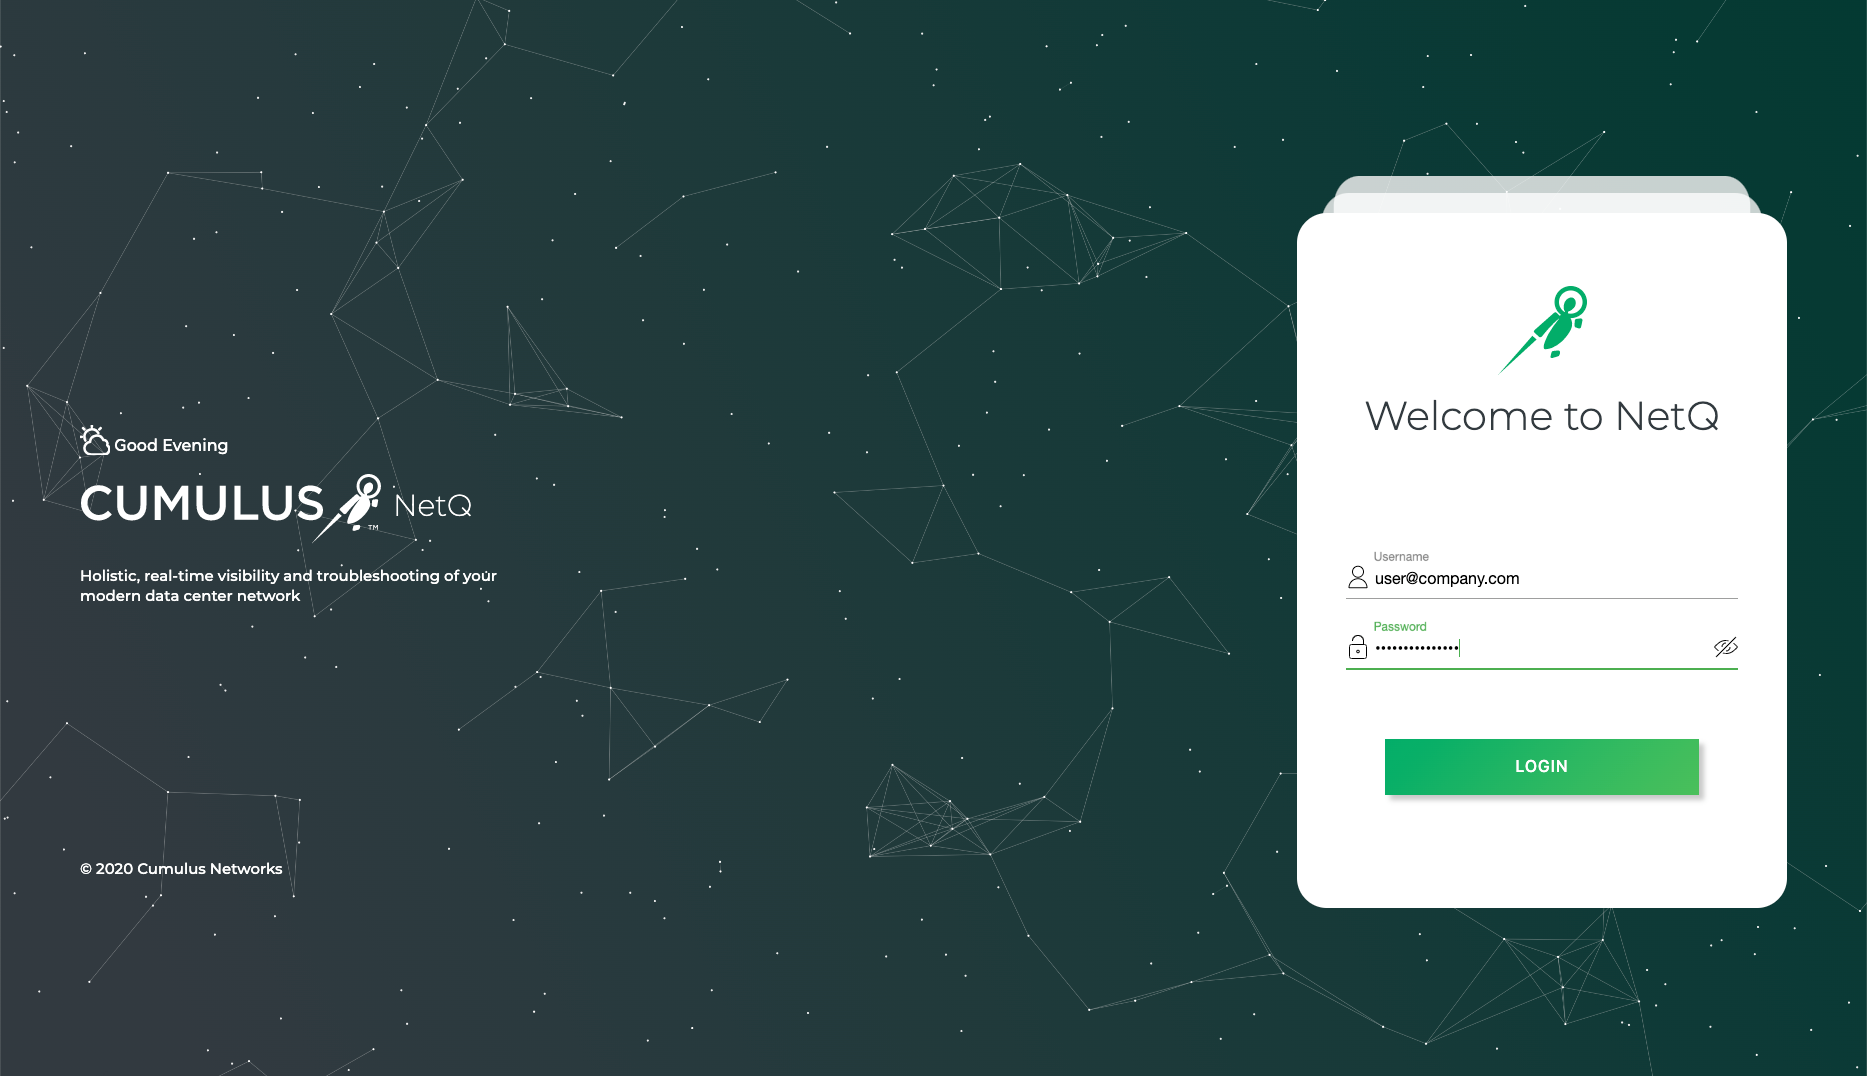 Good Evening
CUMULUS ™ NetQ
Holistic, real-time visibility and troubleshooting of your
modern data center network
© 2020 Cumulus Networks
Welcome to NetQ
Username
user@company.com
Password
•••••••••••••••
LOGIN